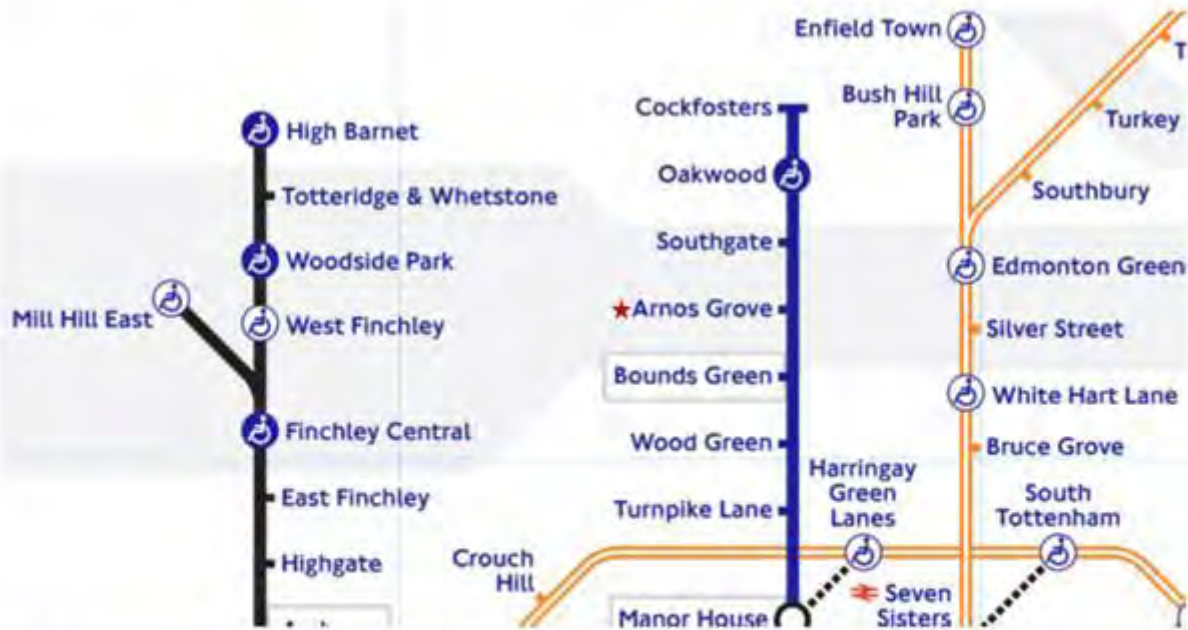 Enfield Town
T
Cockfosters
Bush Hill
Park
Turkey
High Barnet
Oakwood
Southbury
Totteridge & Whetstone
Southgate
Woodside Park
Edmonton Green
Mill Hill East
West Finchley
Arnos Grove
Silver Street
Bounds Green
White Hart Lane
Finchley Central
Wood Green
Bruce Grove
Harringay
Green
Lanes
South
Tottenham
East Finchley
Turnpike Lane
Highgate
Crouch
Hill
Manor House
Seven
Sisters